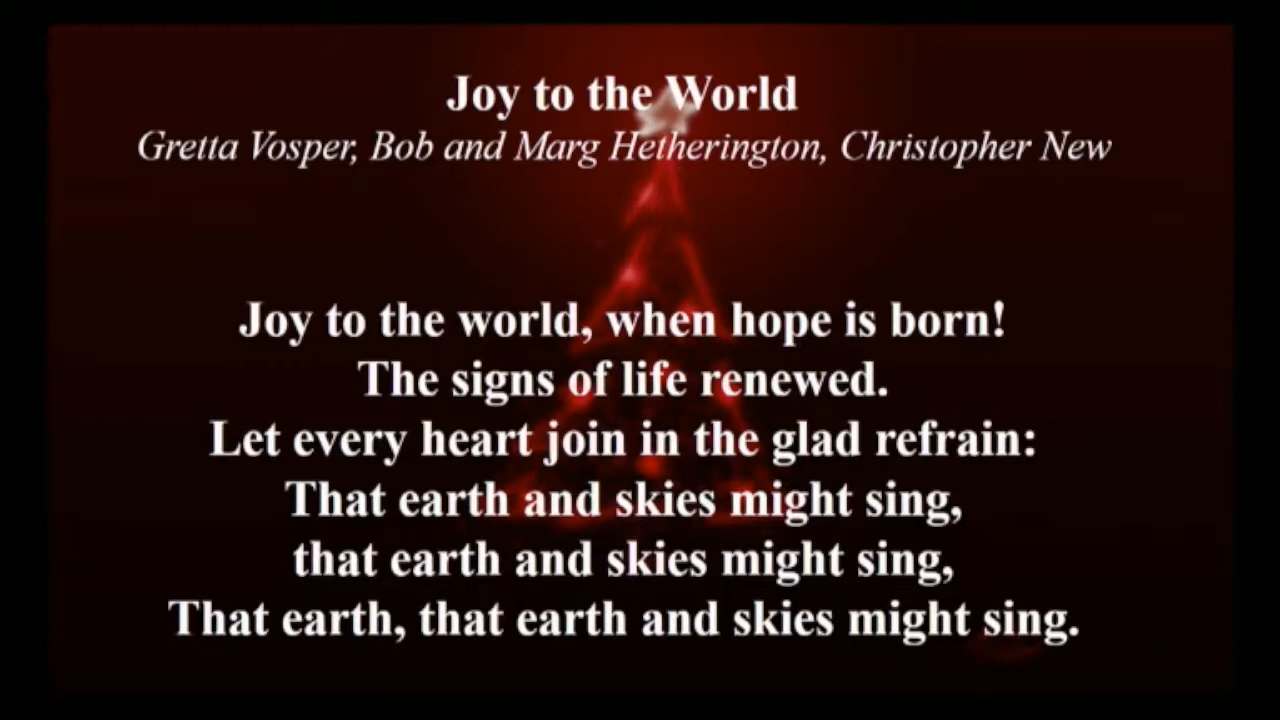 Joy to the World
Gretta Vosper, Bob and Marg Hetherington, Christopher New
Joy to the world, when hope is born!
The signs of life renewed.
Let every heart join in the glad refrain:
That earth and skies might sing,
that earth and skies might sing,
That earth, that earth and skies might sing.